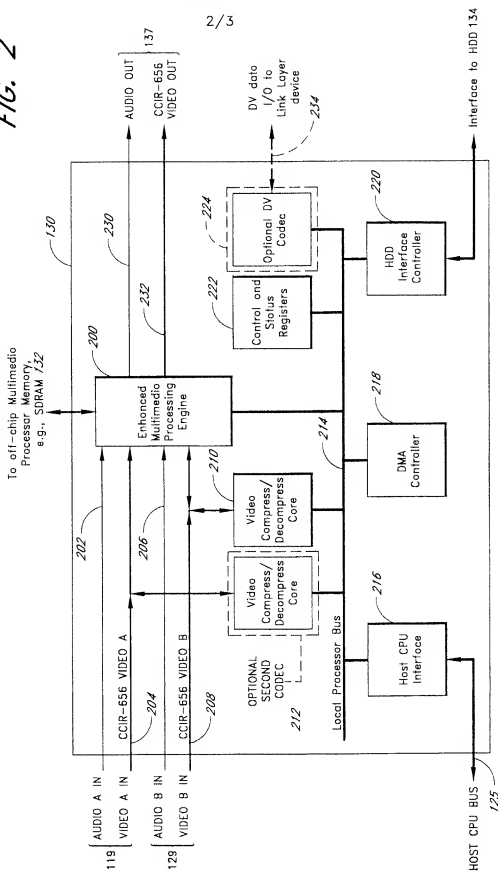 2/3
FIG. 2
To off-chip Multimedia
Processor Memory,
e.g., SDRAM 132
130
137
AUDIO OUT
CCIR-656
VIDEO OUT
230
232
200
Enhanced
Multimedia
Processing
Engine
202
206
AUDIO A IN
119
VIDEO A IN
CCIR-656 VIDEO A
204
AUDIO B IN
129
VIDEO B IN
CCIR-656 VIDEO B
208
210
Video
Compress/
Decompress
Core
Video
Compress/
Decompress
Core
OPTIONAL
SECOND
CODEC
212
222
Control and
Status
Registers
224
Optional DV
Codec
DV data
I/O to
Link Layer
device
234
Local Processor Bus
214
216
Host CPU
Interface
218
DMA
Controller
220
HDD
Interface
Controller
HOST CPU BUS
125
Interface to HDD 134